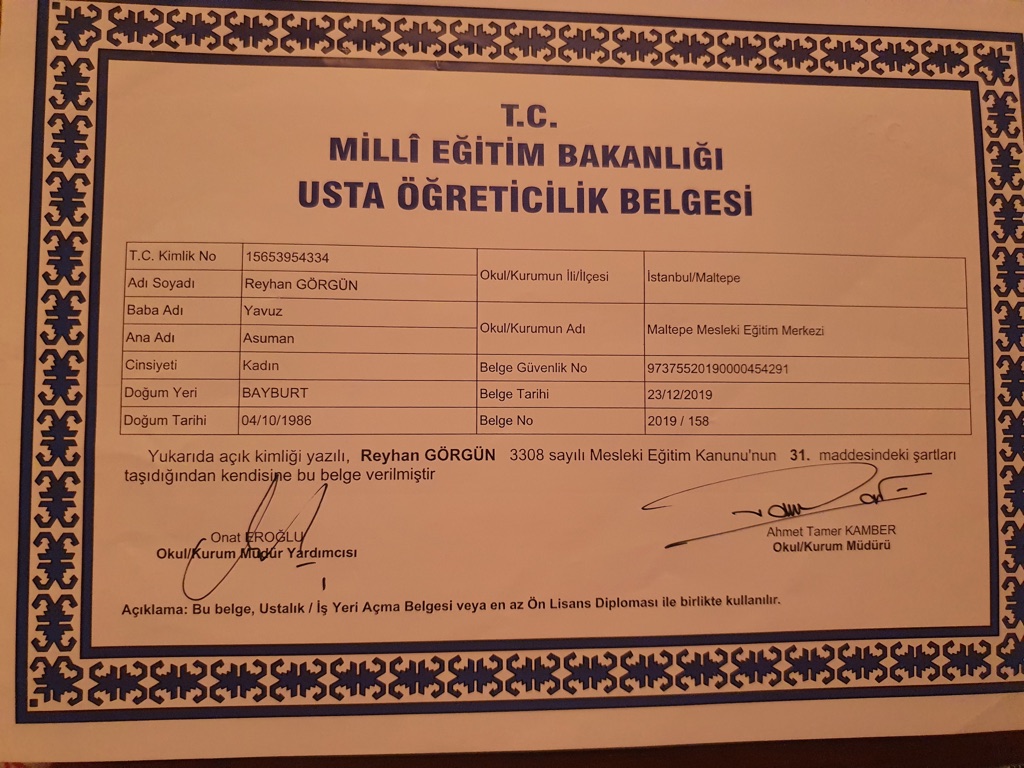 T.C.
MİLLÎ EĞİTİM BAKANLIĞI
USTA ÖĞRETİCİLİK BELGESİ
T.C. Kimlik No 15653954334
Adı Soyadı Reyhan GÖRGÜN
Okul/Kurumun İli/İlçesi İstanbul/Maltepe
Baba Adı Yavuz
Ana Adı Asuman
Okul/Kurumun Adı Maltepe Mesleki Eğitim Merkezi
Cinsiyeti Kadın Belge Güvenlik No 97375520190000454291
Doğum Yeri BAYBURT Belge Tarihi 23/12/2019
Doğum Tarihi 04/10/1986 Belge No 2019 / 158
Yukarıda açık kimliği yazılı, Reyhan GÖRGÜN 3308 sayılı Mesleki Eğitim Kanunu'nun 31. maddesindeki şartları
taşıdığından kendisine bu belge verilmiştir
Onat EROĞLU
Okul/Kurum Müdür Yardımcısı
Ahmet Tamer KAMBER
Okul/Kurum Müdürü
Açıklama: Bu belge, Ustalık / İş Yeri Açma Belgesi veya en az Ön Lisans Diploması ile birlikte kullanılır.